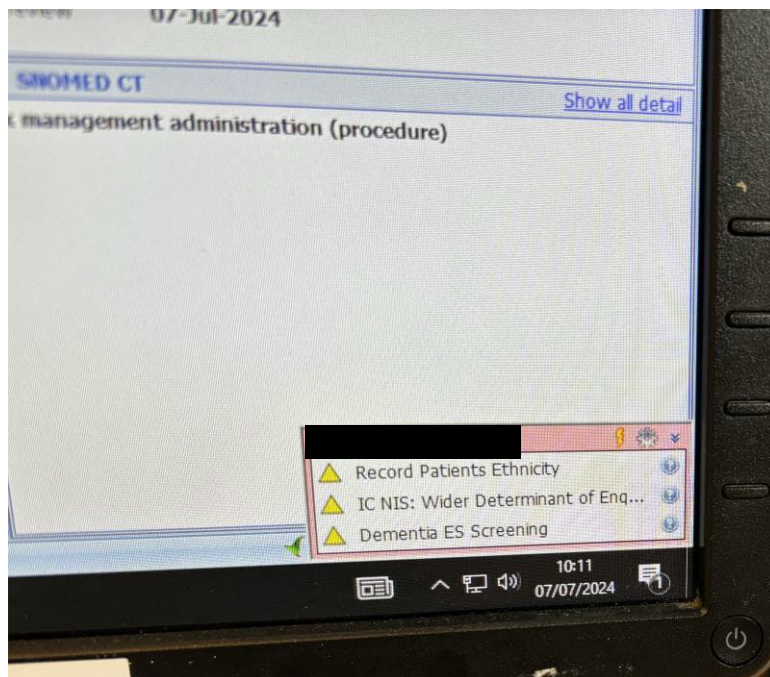 07-Jul-2024
SNOMED CT
Show all detail
management administration (procedure)
Record Patients Ethnicity
IC NIS: Wider Determinant of Enq...
Dementia ES Screening
10:11
07/07/2024
1